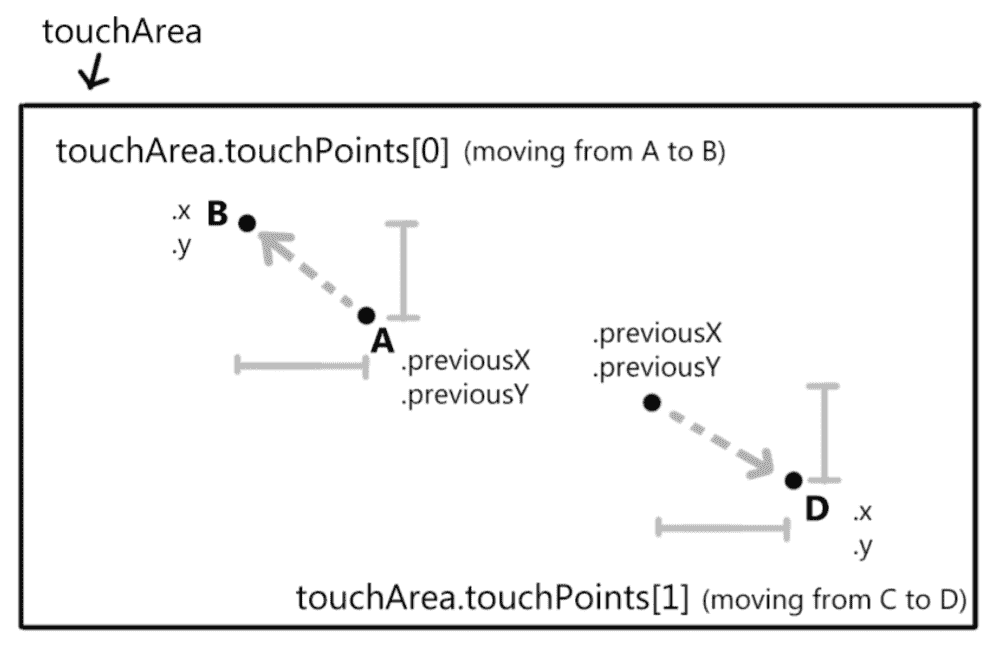 touchArea
touchArea.touchPoints[0] (moving from A to B)
.x B
.y
A
.previousX
.previousY
.previousX
.previousY
D .x
.y
touchArea.touchPoints[1] (moving from C to D)